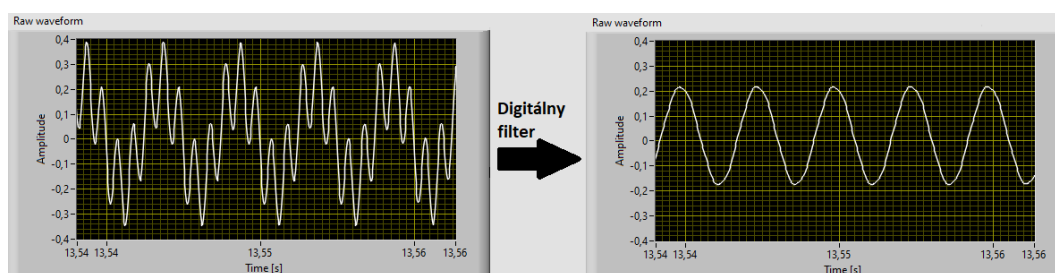 Raw waveform
0,4
0,3
0,2
0,1
0
-0,1
-0,2
-0,3
-0,4
Amplitude
13,54 13,54 13,55 13,56 13,56
Time [s]
Digitálny
filter
Raw waveform
0,4
0,3
0,2
0,1
0
-0,1
-0,2
-0,3
-0,4
Amplitude
13,54 13,54 13,55 13,56 13,56
Time [s]